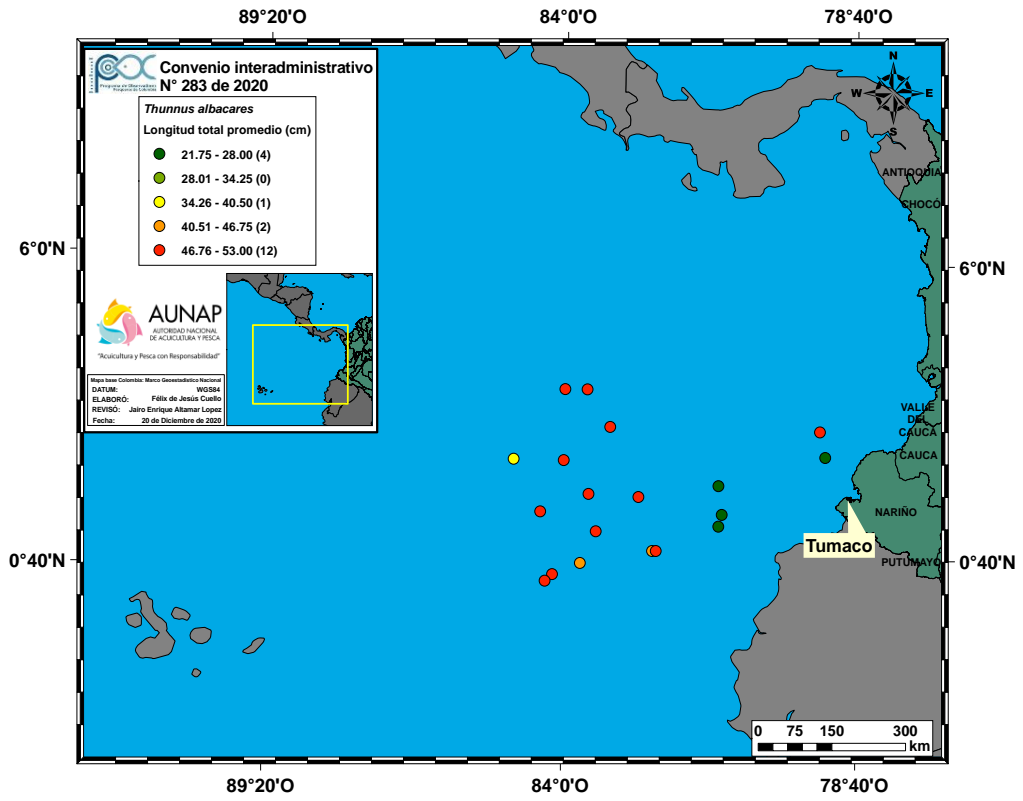 89°20'O 84°0'O 78°40'O
Convenio interadministrativo
N° 283 de 2020
Thunnus albacares
Longitud total promedio (cm)
21.75 - 28.00 (4)
28.01 - 34.25 (0)
34.26 - 40.50 (1)
40.51 - 46.75 (2)
46.76 - 53.00 (12)
AUNAP
AUTORIDAD NACIONAL
DE ACUICULTURA Y PESCA
"Acuicultura y Pesca con Responsabilidad"
Mapa base Colombia: Marco Geoestadistico Nacional
DATUM: WGS84
ELABORÓ: Félix de Jesús Cuello
REVISÓ: Jairo Enrique Altamar Lopez
Fecha: 20 de Diciembre de 2020
N
W E
S
ANTIOQUIA
CHOCÓ
6°0'N 6°0'N
VALLE
DEL
CAUCA
CAUCA
NARIÑO
Tumaco
PUTUMAYO
0°40'N 0°40'N
0 75 150 300
km
89°20'O 84°0'O 78°40'O